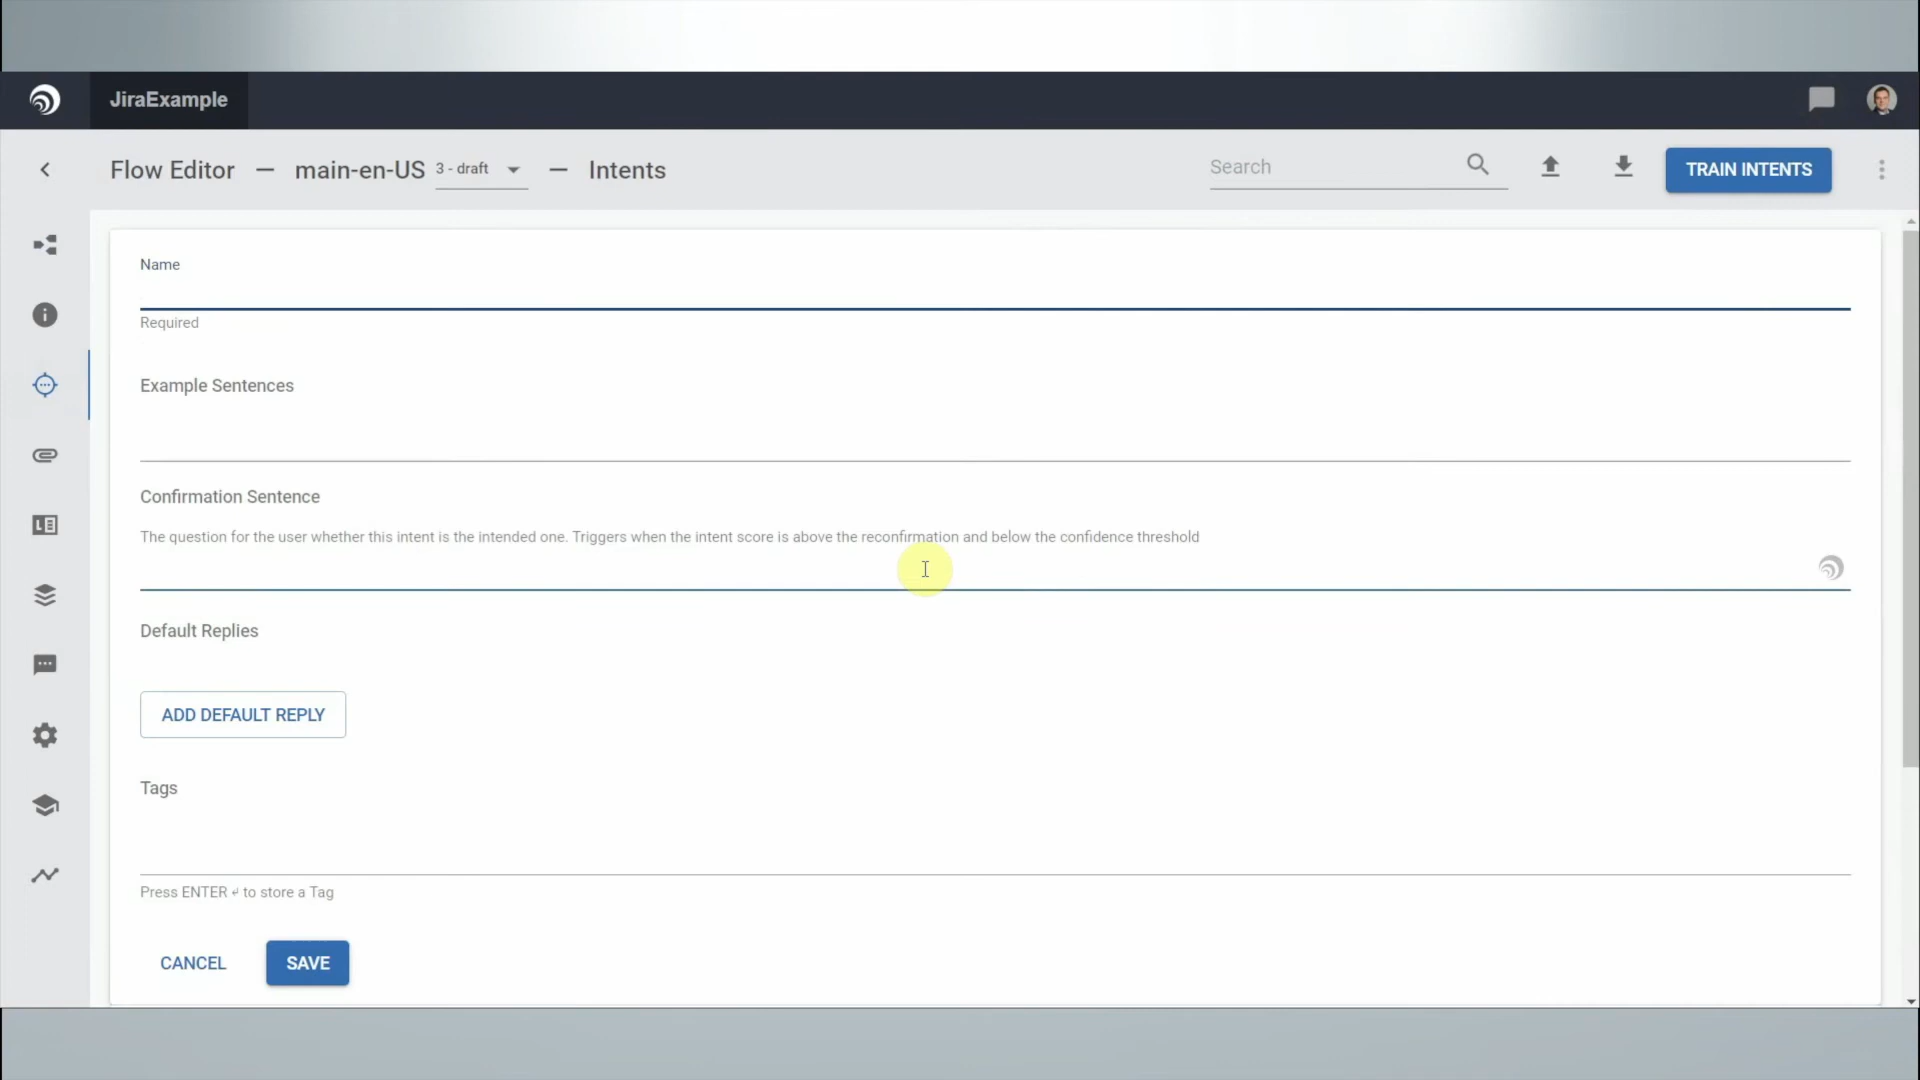 JiraExample
Flow Editor — main-en-US 3 - draft — Intents
Search
TRAIN INTENTS
Name
Required
Example Sentences
Confirmation Sentence
The question for the user whether this intent is the intended one. Triggers when the intent score is above the reconfirmation and below the confidence threshold
Default Replies
ADD DEFAULT REPLY
Tags
Press ENTER ↵ to store a Tag
CANCEL
SAVE